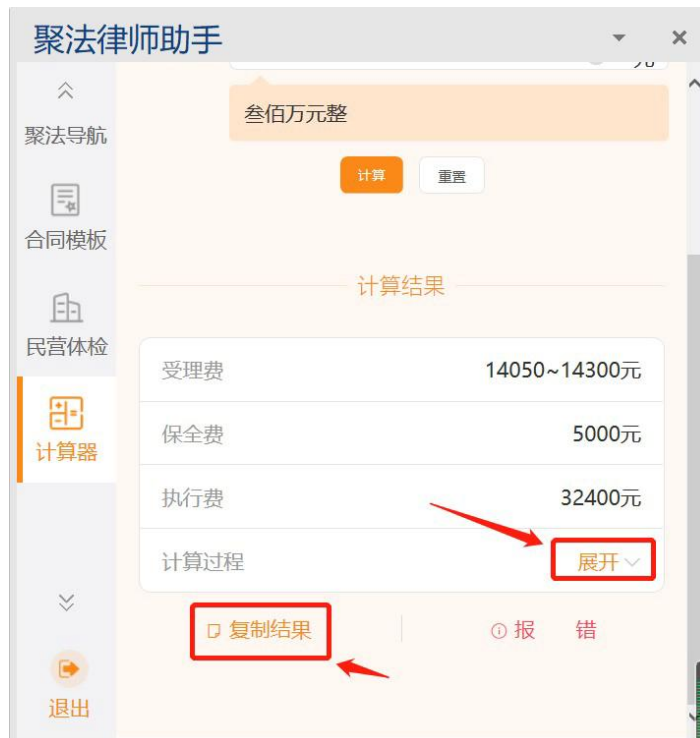 聚法律师助手
聚法导航
合同模板
民营体检
计算器
退出
叁佰万元整
计算 重置
计算结果
受理费 14050~14300元
保全费 5000元
执行费 32400元
计算过程 展开
复制结果 报 错